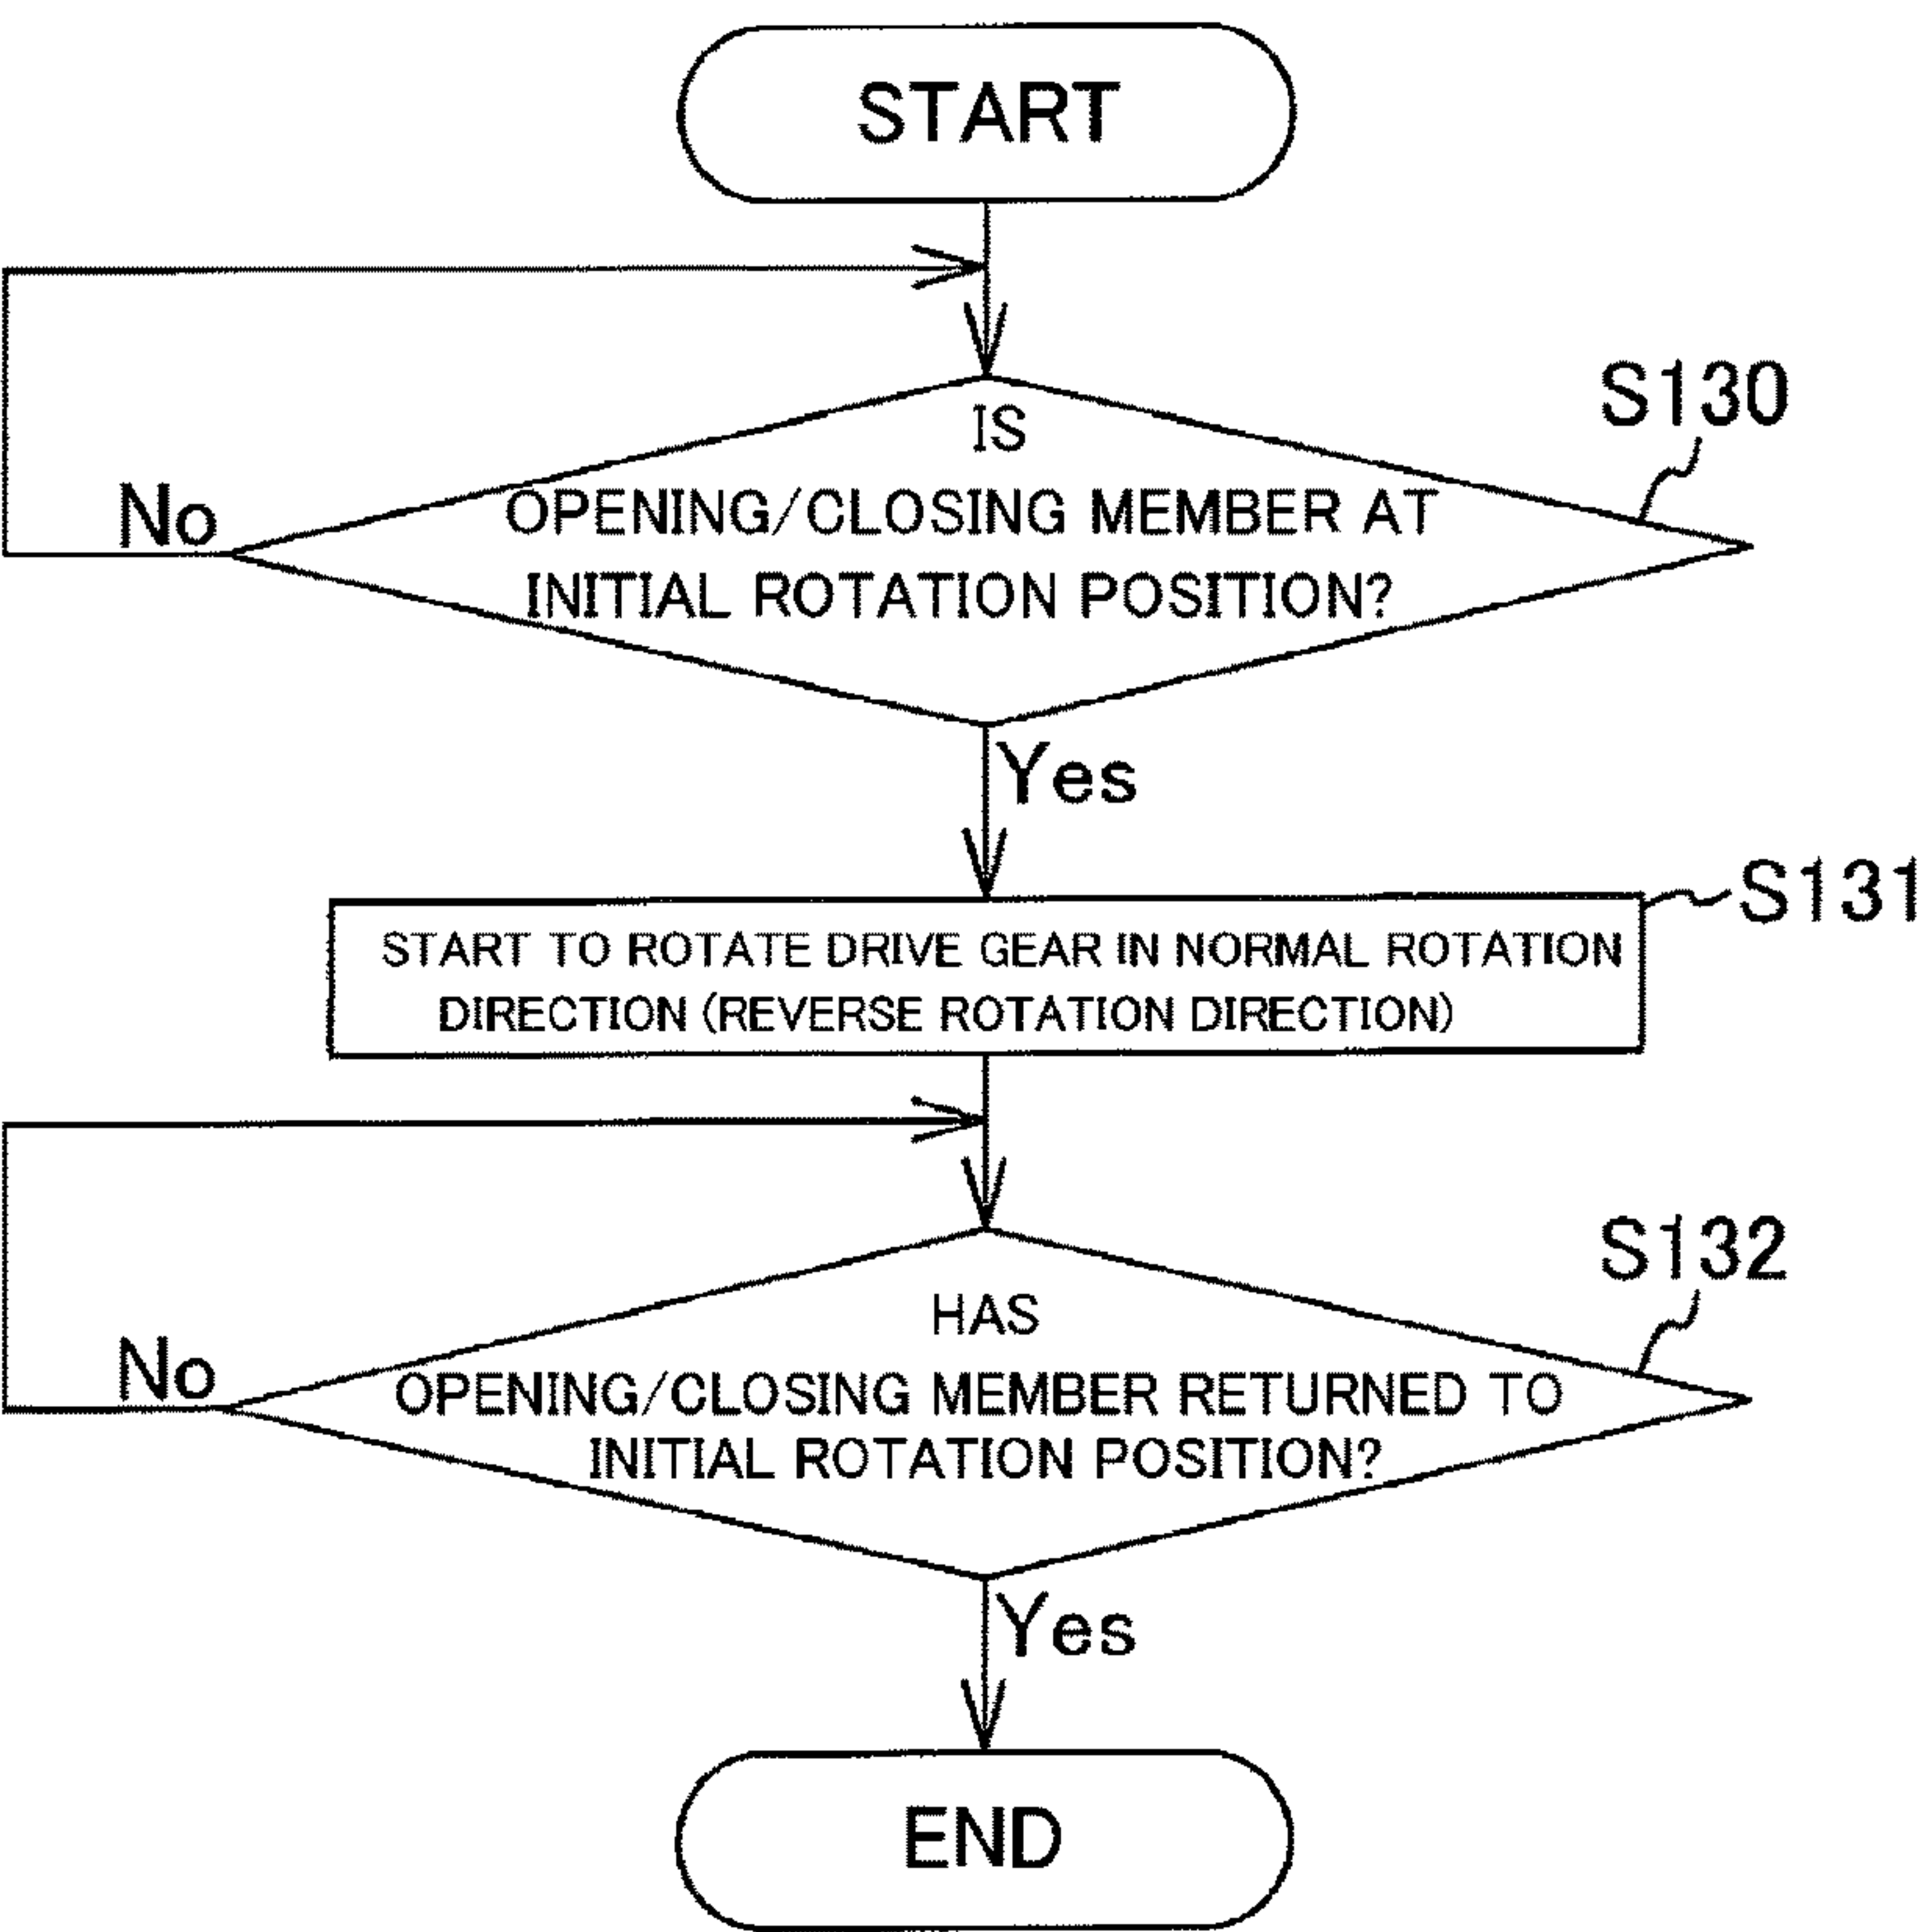 START
S130
IS
No
OPENING/CLOSING MEMBER AT
INITIAL ROTATION POSITION?
Yes
S131
START TO ROTATE DRIVE GEAR IN NORMAL ROTATION
DIRECTION (REVERSE ROTATION DIRECTION)
S132
HAS
No
OPENING/CLOSING MEMBER RETURNED TO
INITIAL ROTATION POSITION?
Yes
END